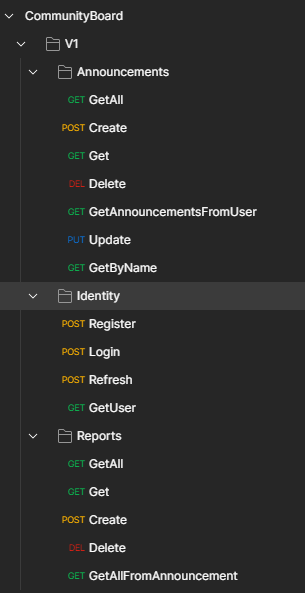 CommunityBoard
V1
Announcements
GET GetAll
POST Create
GET Get
DEL Delete
GET GetAnnouncementsFromUser
PUT Update
GET GetByName
Identity
POST Register
POST Login
POST Refresh
GET GetUser
Reports
GET GetAll
GET Get
POST Create
DEL Delete
GET GetAllFromAnnouncement